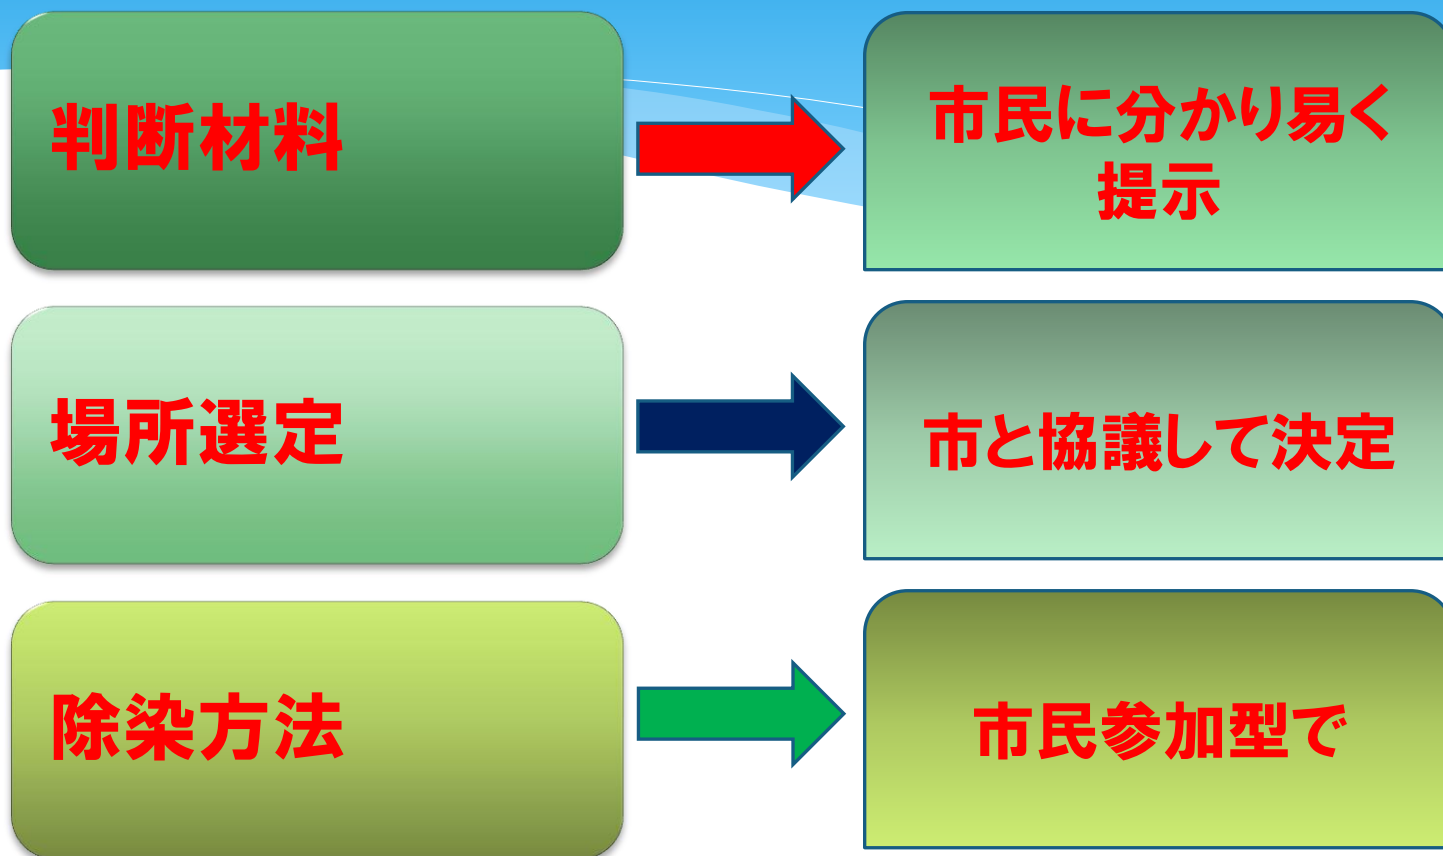 判断材料
市民に分かり易く
提示
場所選定
市と協議して決定
除染方法
市民参加型で